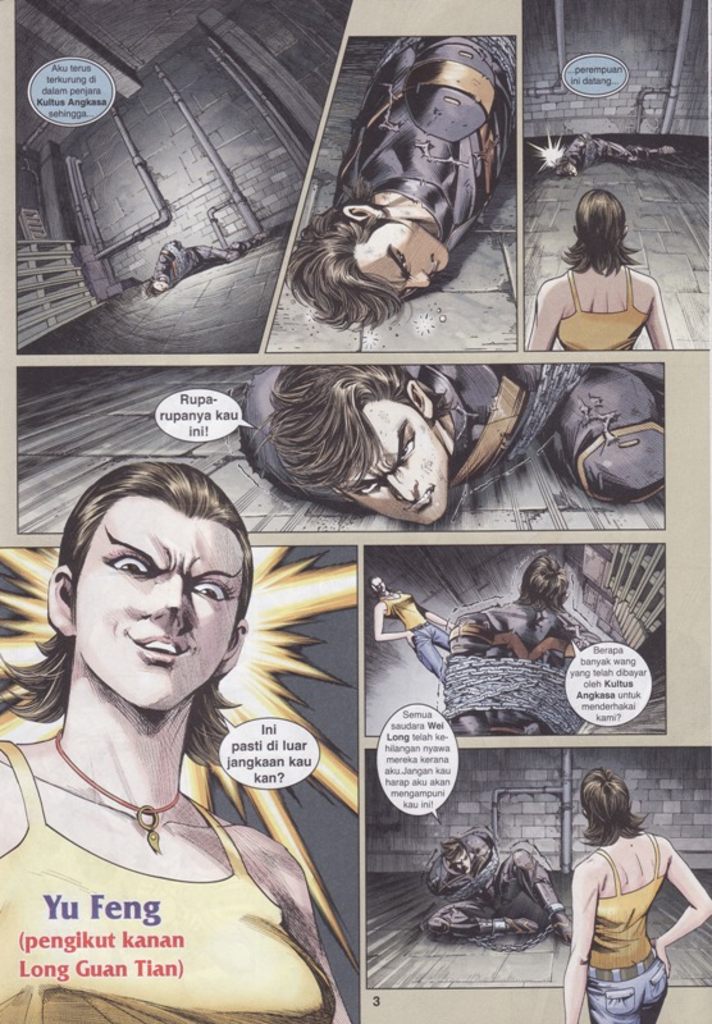 Aku terus
terkurung di
dalam penjara
Kultus Angkasa
sehingga...
...perempuan
ini datang...
Rupa-
rupanya kau
ini!
Ini
pasti di luar
jangkaan kau
kan?
Yu Feng
(pengikut kanan
Long Guan Tian)
Berapa
banyak wang
yang telah dibayar
oleh Kultus
Angkasa untuk
menderhakai
kami?
Semua
saudara Wei
Long telah ke-
hilangan nyawa
mereka kerana
aku.Jangan kau
harap aku akan
mengampuni
kau ini!
3